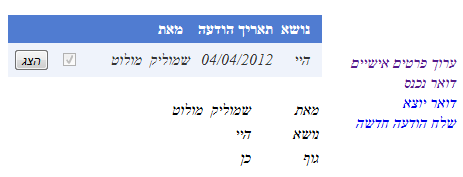 נושא תאריך הודעה מאת
היי 04/04/2012 שמוליק מולוט הצג
מאת שמוליק מולוט
נושא היי
גוף כן
ערוך פרטים אישיים
דואר נכנס
דואר יוצא
שלח הודעה חדשה